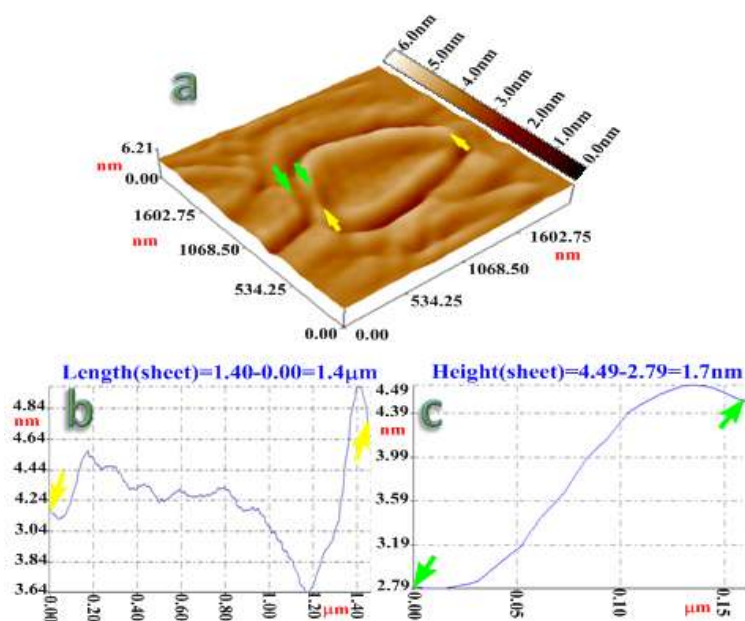 a
6.0nm
5.0nm
4.0nm
3.0nm
2.0nm
1.0nm
0.0nm
6.21
nm
0.00
1602.75
nm
1068.50
534.25
0.00
0.00
534.25
1068.50
nm
1602.75
Length(sheet)=1.40-0.00=1.4μm
b
4.84
nm
4.64
4.44
4.24
3.04
3.84
3.64
0.00
0.20
0.40
0.60
0.80
1.00
1.20
μm
1.40
Height(sheet)=4.49-2.79=1.7nm
c
4.49
nm
4.39
3.99
3.59
3.19
2.79
0.00
0.05
0.10
μm
0.15